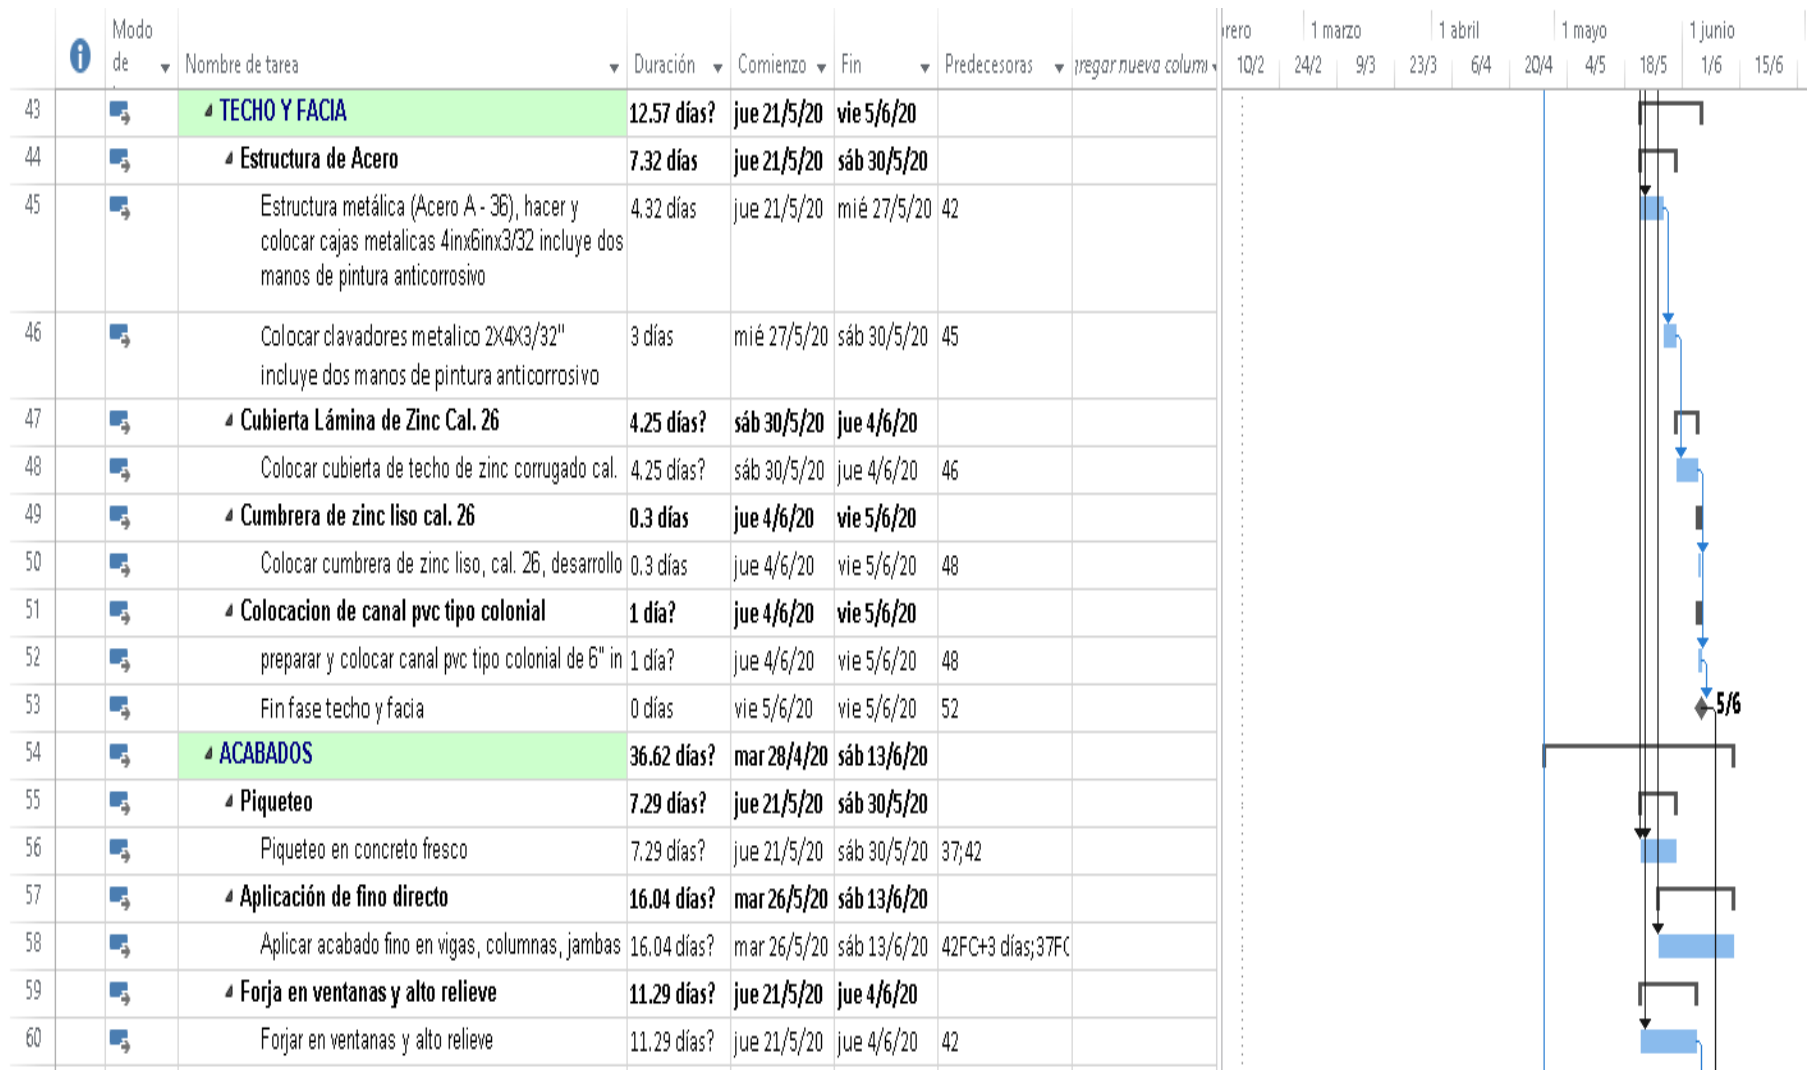 Modo
de
Nombre de tarea
Duración
Comienzo
Fin
Predecesoras
regar nueva colum
rero
1 marzo
1 abril
1 mayo
1 junio
10/2 24/2 9/3 23/3 6/4 20/4 4/5 18/5 1/6 15/6
43 TECHO Y FACIA 12.57 días? jue 21/5/20 vie 5/6/20
44 Estructura de Acero 7.32 días jue 21/5/20 sáb 30/5/20
45 Estructura metálica (Acero A - 36), hacer y 4.32 días jue 21/5/20 mié 27/5/20 42
colocar cajas metalicas 4inx6inx3/32 incluye dos
manos de pintura anticorrosivo
46 Colocar clavadores metalico 2X4X3/32" 3 días mié 27/5/20 sáb 30/5/20 45
incluye dos manos de pintura anticorrosivo
47 Cubierta Lámina de Zinc Cal. 26 4.25 días? sáb 30/5/20 jue 4/6/20
48 Colocar cubierta de techo de zinc corrugado cal. 4.25 días? sáb 30/5/20 jue 4/6/20 46
49 Cumbrera de zinc liso cal. 26 0.3 días jue 4/6/20 vie 5/6/20
50 Colocar cumbrera de zinc liso, cal. 26, desarrollo 0.3 días jue 4/6/20 vie 5/6/20 48
51 Colocacion de canal pvc tipo colonial 1 día? jue 4/6/20 vie 5/6/20
52 preparar y colocar canal pvc tipo colonial de 6" in 1 día? jue 4/6/20 vie 5/6/20 48
53 Fin fase techo y facia 0 días vie 5/6/20 vie 5/6/20 52 5/6
54 ACABADOS 36.62 días? mar 28/4/20 sáb 13/6/20
55 Piqueteo 7.29 días? jue 21/5/20 sáb 30/5/20
56 Piqueteo en concreto fresco 7.29 días? jue 21/5/20 sáb 30/5/20 37;42
57 Aplicación de fino directo 16.04 días? mar 26/5/20 sáb 13/6/20
58 Aplicar acabado fino en vigas, columnas, jambas 16.04 días? mar 26/5/20 sáb 13/6/20 42FC+3 días;37FC
59 Forja en ventanas y alto relieve 11.29 días? jue 21/5/20 jue 4/6/20
60 Forjar en ventanas y alto relieve 11.29 días? jue 21/5/20 jue 4/6/20 42